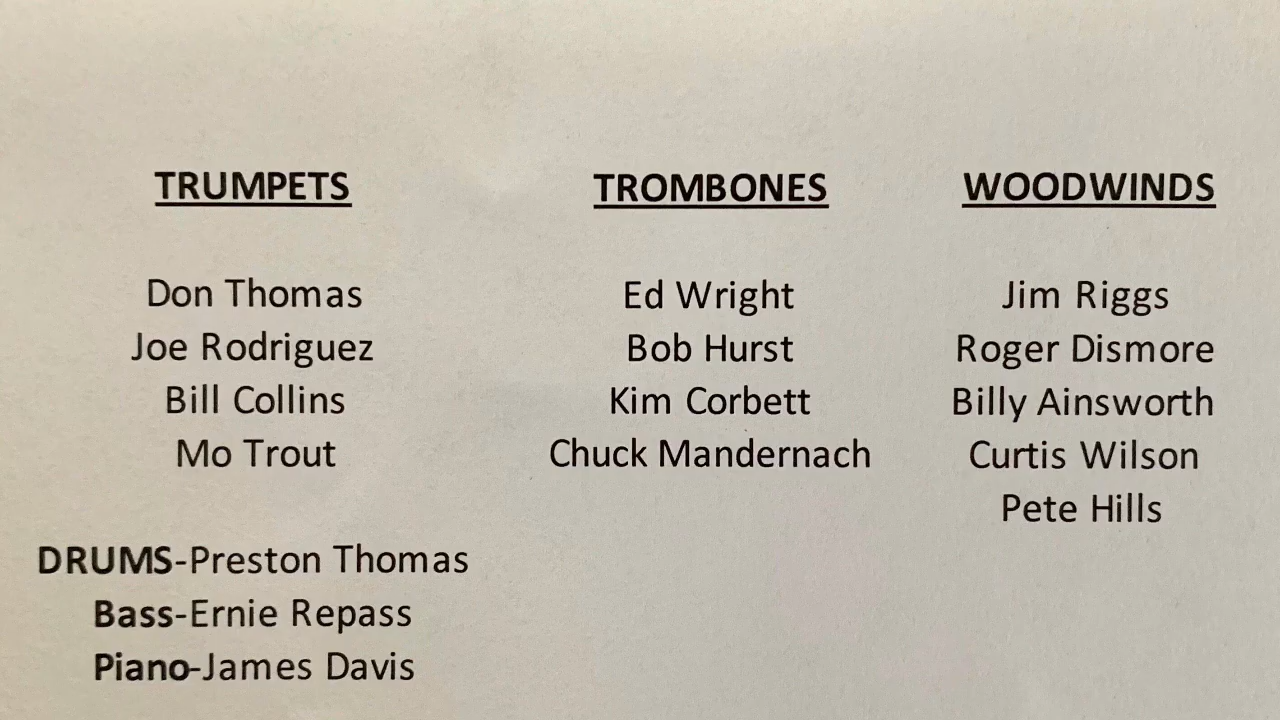 TRUMPETS
Don Thomas
Joe Rodriguez
Bill Collins
Mo Trout
TROMBONES
Ed Wright
Bob Hurst
Kim Corbett
Chuck Mandernach
WOODWINDS
Jim Riggs
Roger Dismore
Billy Ainsworth
Curtis Wilson
Pete Hills
DRUMS-Preston Thomas
Bass-Ernie Repass
Piano-James Davis